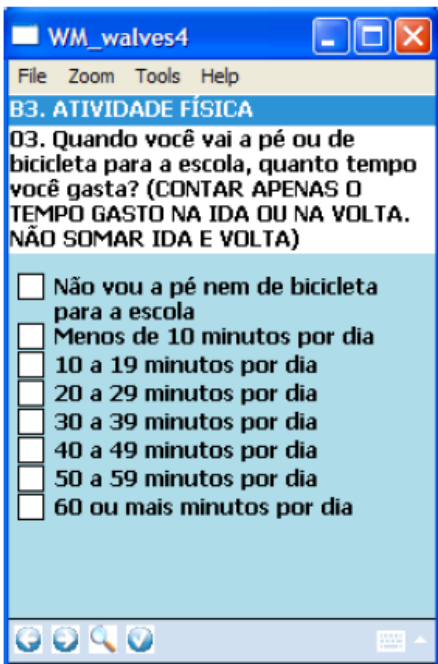 WM_walves4
File Zoom Tools Help
B3. ATIVIDADE FÍSICA
03. Quando você vai a pé ou de
bicicleta para a escola, quanto tempo
você gasta? (CONTAR APENAS O
TEMPO GASTO NA IDA OU NA VOLTA.
NÃO SOMAR IDA E VOLTA)
Não vou a pé nem de bicicleta
para a escola
Menos de 10 minutos por dia
10 a 19 minutos por dia
20 a 29 minutos por dia
30 a 39 minutos por dia
40 a 49 minutos por dia
50 a 59 minutos por dia
60 ou mais minutos por dia